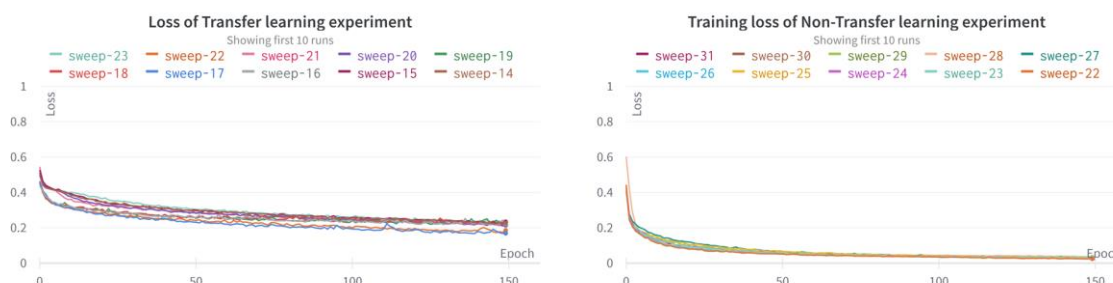 Loss of Transfer learning experiment
Showing first 10 runs
sweep-23 sweep-22 sweep-21 sweep-20 sweep-19
sweep-18 sweep-17 sweep-16 sweep-15 sweep-14
Loss
1
0.8
0.6
0.4
0.2
0
Epoch
0 50 100 150
Training loss of Non-Transfer learning experiment
Showing first 10 runs
sweep-31 sweep-30 sweep-29 sweep-28 sweep-27
sweep-26 sweep-25 sweep-24 sweep-23 sweep-22
Loss
1
0.8
0.6
0.4
0.2
0
Epoc
0 50 100 150